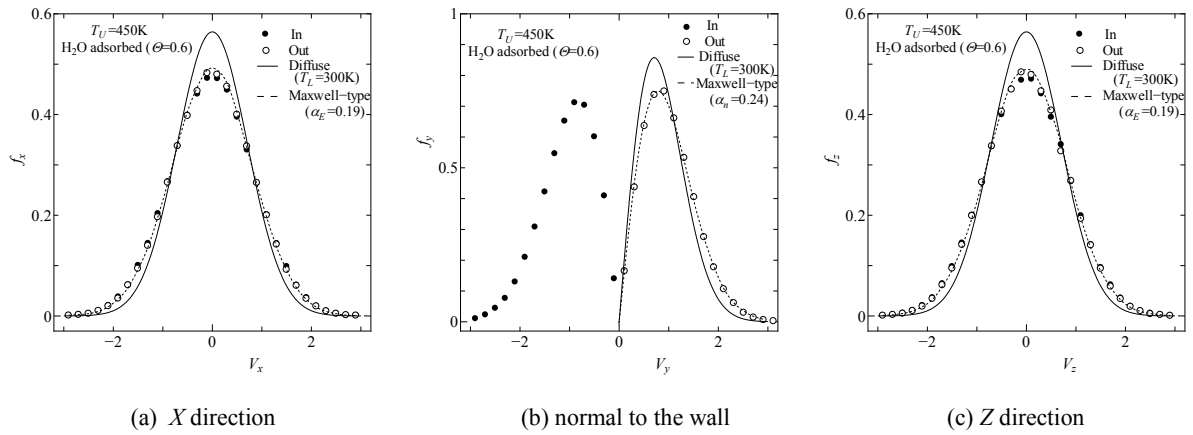 0.6
0.4
0.2
0
T_U=450K
H₂O adsorbed (Θ=0.6)
In
Out
Diffuse
(T_L=300K)
Maxwell−type
(α_E=0.19)
f_x
−2
0
2
V_x
(a) X direction
1
0.5
0
T_U=450K
H₂O adsorbed (Θ=0.6)
In
Out
Diffuse
(T_L=300K)
Maxwell−type
(α_n=0.24)
f_y
−2
0
2
V_y
(b) normal to the wall
0.6
0.4
0.2
0
T_U=450K
H₂O adsorbed (Θ=0.6)
In
Out
Diffuse
(T_L=300K)
Maxwell−type
(α_E=0.19)
f_z
−2
0
2
V_z
(c) Z direction